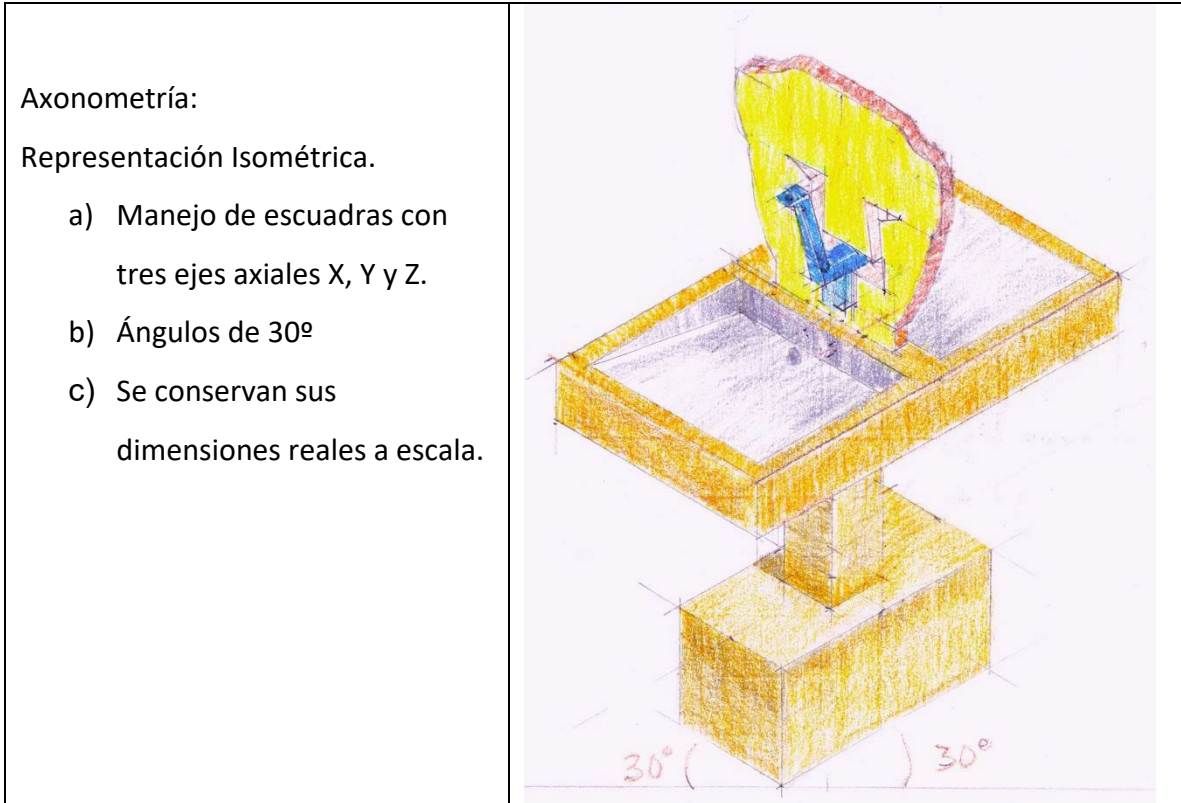 Axonometría:
Representación Isométrica.
a) Manejo de escuadras con
tres ejes axiales X, Y y Z.
b) Ángulos de 30º
c) Se conservan sus
dimensiones reales a escala.
30°
30°